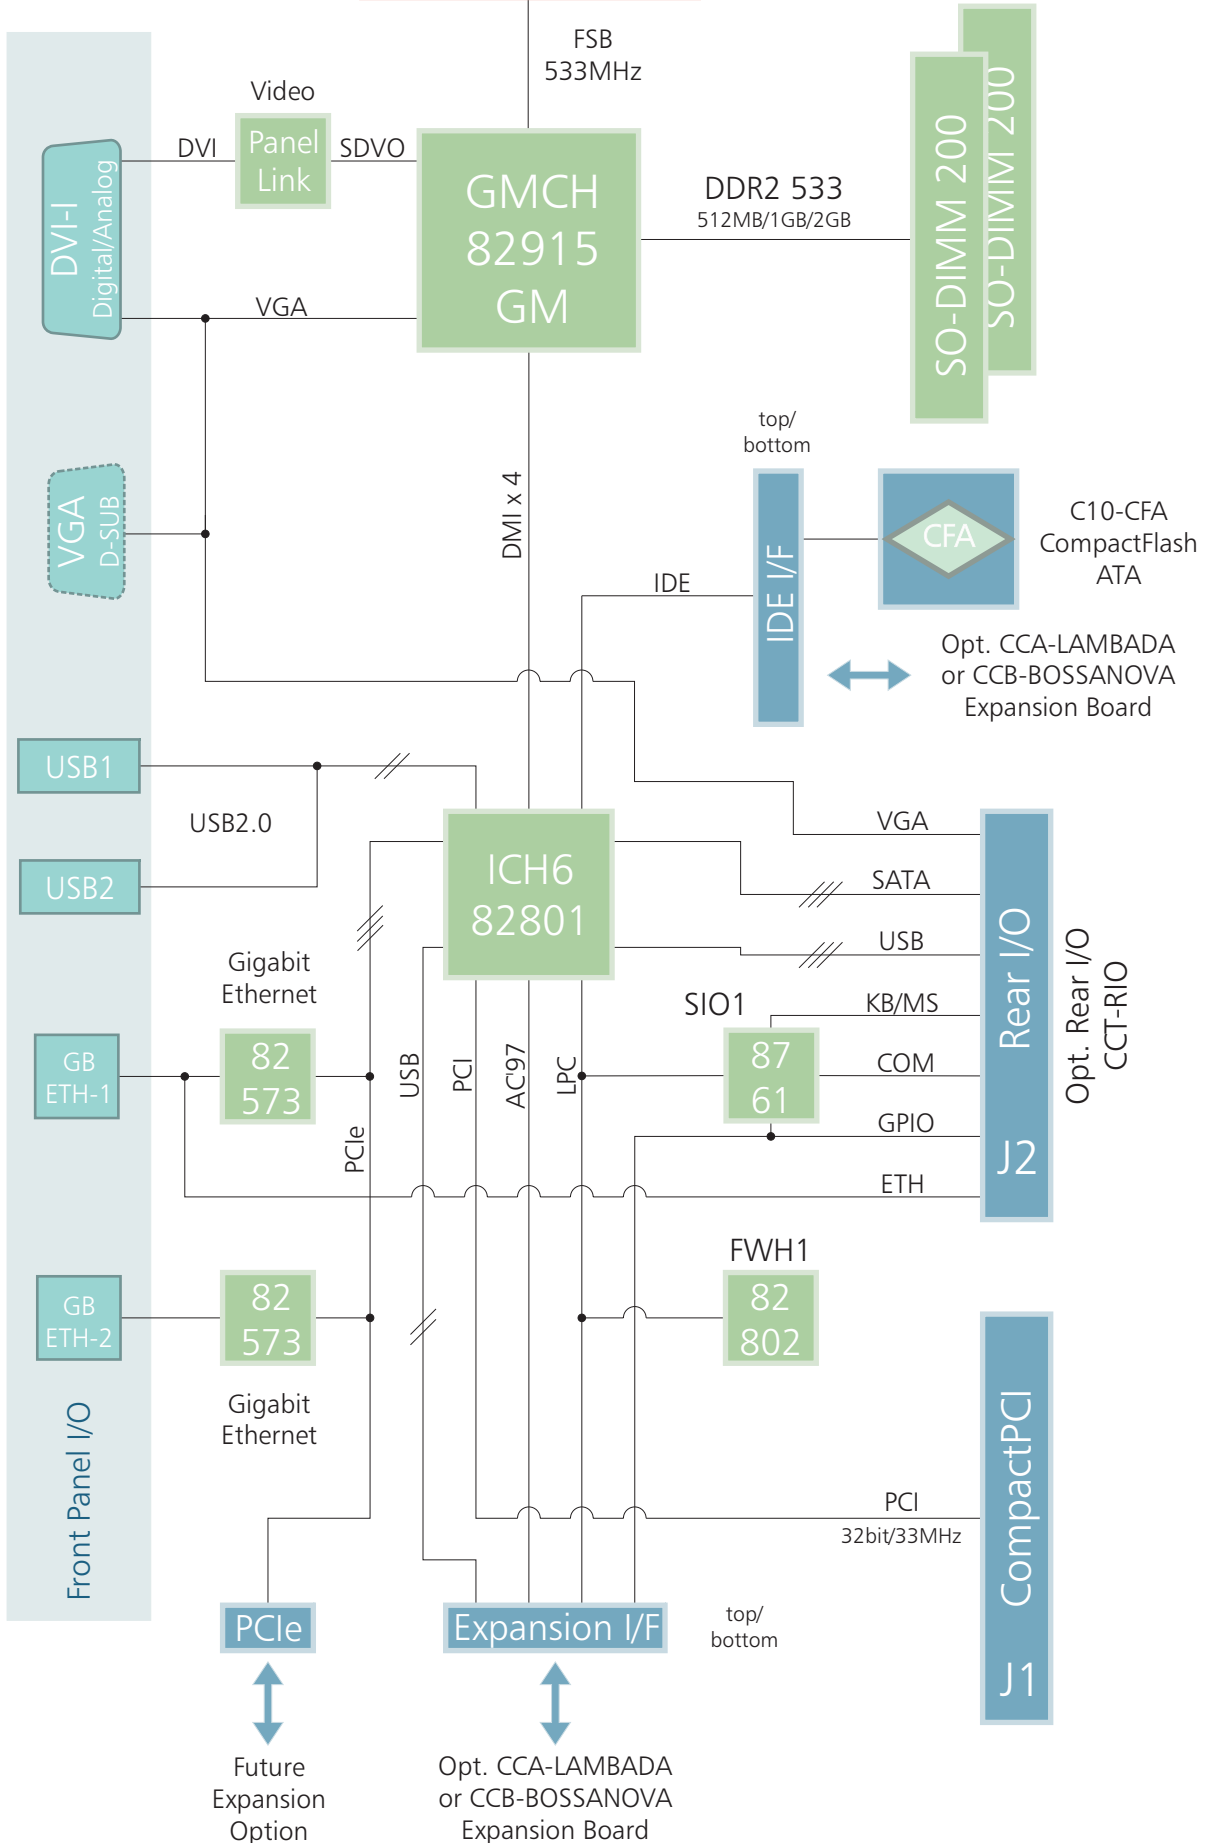 FSB
533MHz
Video
Panel
Link
DVI
SDVO
DVI-I
Digital/Analog
GMCH
82915
GM
DDR2 533
512MB/1GB/2GB
SO-DIMM 200
SO-DIMM 200
VGA
VGA
D-SUB
DMI x 4
top/
bottom
IDE I/F
IDE
CFA
C10-CFA
CompactFlash
ATA
Opt. CCA-LAMBADA
or CCB-BOSSANOVA
Expansion Board
USB1
USB2.0
USB2
ICH6
82801
VGA
SATA
USB
KB/MS
COM
GPIO
ETH
Rear I/O
J2
Opt. Rear I/O
CCT-RIO
SIO1
87
61
Gigabit
Ethernet
82
573
GB
ETH-1
PCIe
USB
PCI
AC'97
LPC
FWH1
82
802
GB
ETH-2
82
573
Gigabit
Ethernet
Front Panel I/O
PCI
32bit/33MHz
CompactPCI
J1
PCIe
Expansion I/F
top/
bottom
Future
Expansion
Option
Opt. CCA-LAMBADA
or CCB-BOSSANOVA
Expansion Board